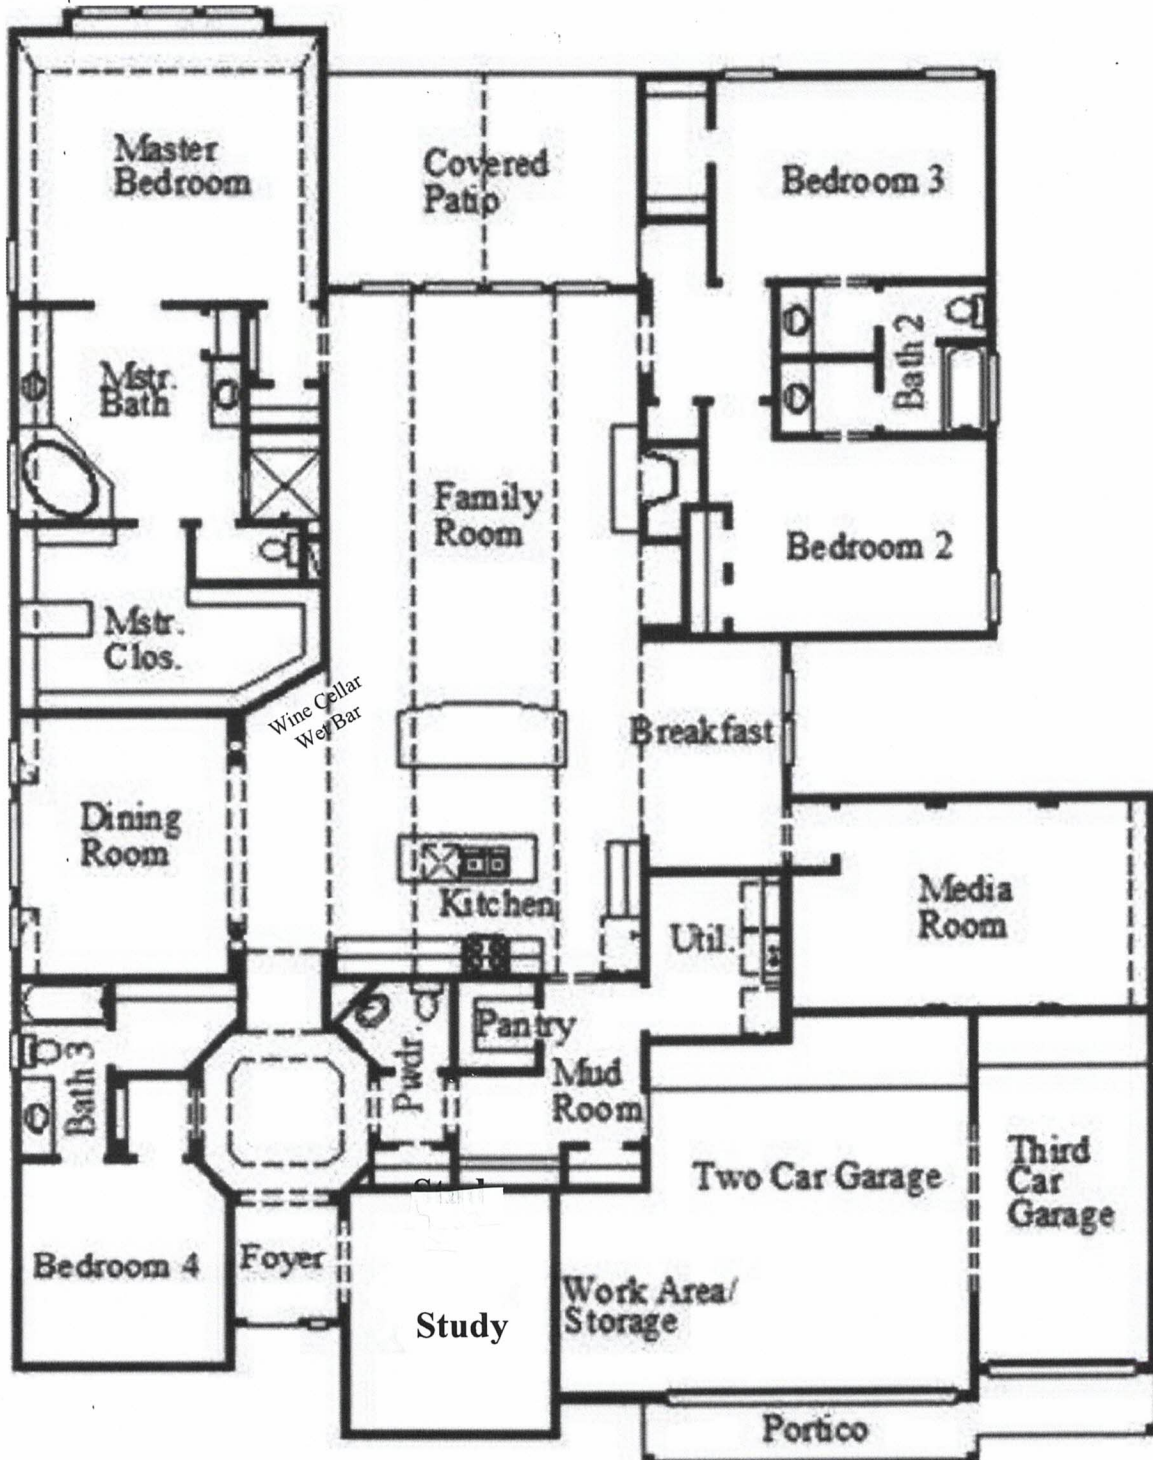 Master
Bedroom
Covered
Patio
Bedroom 3
Mstr.
Bath
Bath 2
Family
Room
Bedroom 2
Mstr.
Clos.
Wine Cellar
Wet Bar
Breakfast
Dining
Room
Kitchen
Util.
Media
Room
Pantry
Bath 3
Pwdr.
Mud
Room
Two Car Garage
Third
Car
Garage
Bedroom 4
Foyer
Study
Work Area/
Storage
Portico